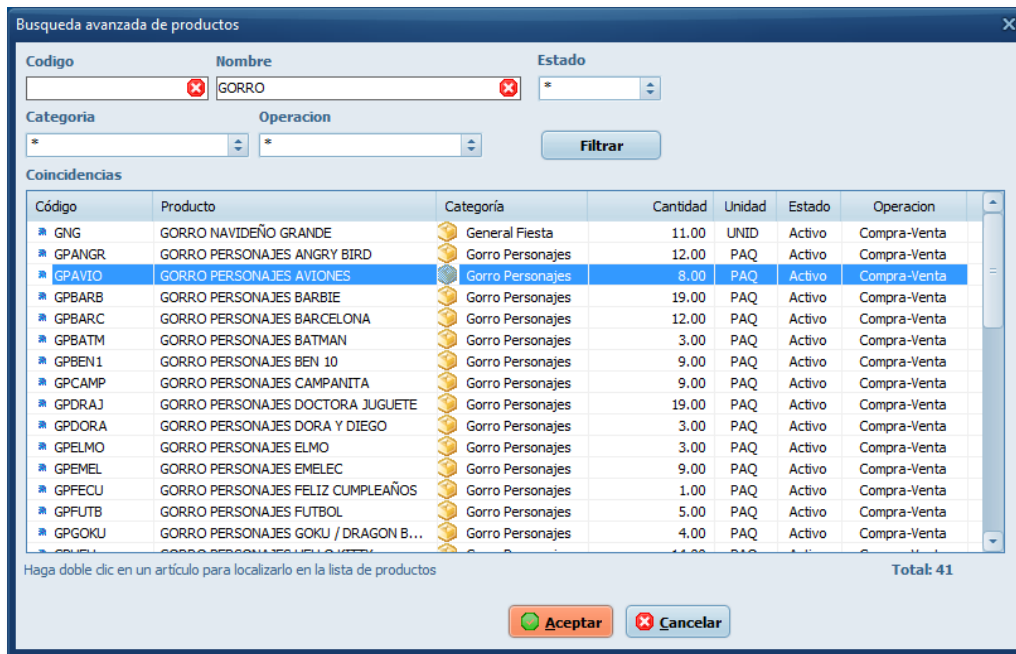 Busqueda avanzada de productos
Codigo Nombre Estado
GORRO *
Categoria Operacion
* * Filtrar
Coincidencias
Código Producto Categoría Cantidad Unidad Estado Operacion
GNG GORRO NAVIDEÑO GRANDE General Fiesta 11.00 UNID Activo Compra-Venta
GPANGR GORRO PERSONAJES ANGRY BIRD Gorro Personajes 12.00 PAQ Activo Compra-Venta
GPAVIO GORRO PERSONAJES AVIONES Gorro Personajes 8.00 PAQ Activo Compra-Venta
GPBARB GORRO PERSONAJES BARBIE Gorro Personajes 19.00 PAQ Activo Compra-Venta
GPBARC GORRO PERSONAJES BARCELONA Gorro Personajes 12.00 PAQ Activo Compra-Venta
GPBATM GORRO PERSONAJES BATMAN Gorro Personajes 3.00 PAQ Activo Compra-Venta
GPBEN1 GORRO PERSONAJES BEN 10 Gorro Personajes 9.00 PAQ Activo Compra-Venta
GPCAMP GORRO PERSONAJES CAMPANITA Gorro Personajes 9.00 PAQ Activo Compra-Venta
GPDRAJ GORRO PERSONAJES DOCTORA JUGUETE Gorro Personajes 19.00 PAQ Activo Compra-Venta
GPDORA GORRO PERSONAJES DORA Y DIEGO Gorro Personajes 3.00 PAQ Activo Compra-Venta
GPELMO GORRO PERSONAJES ELMO Gorro Personajes 3.00 PAQ Activo Compra-Venta
GPEMEL GORRO PERSONAJES EMELEC Gorro Personajes 9.00 PAQ Activo Compra-Venta
GPFECU GORRO PERSONAJES FELIZ CUMPLEAÑOS Gorro Personajes 1.00 PAQ Activo Compra-Venta
GPFUTB GORRO PERSONAJES FUTBOL Gorro Personajes 5.00 PAQ Activo Compra-Venta
GPGOKU GORRO PERSONAJES GOKU / DRAGON B... Gorro Personajes 4.00 PAQ Activo Compra-Venta
Haga doble clic en un artículo para localizarlo en la lista de productos Total: 41
Aceptar Cancelar